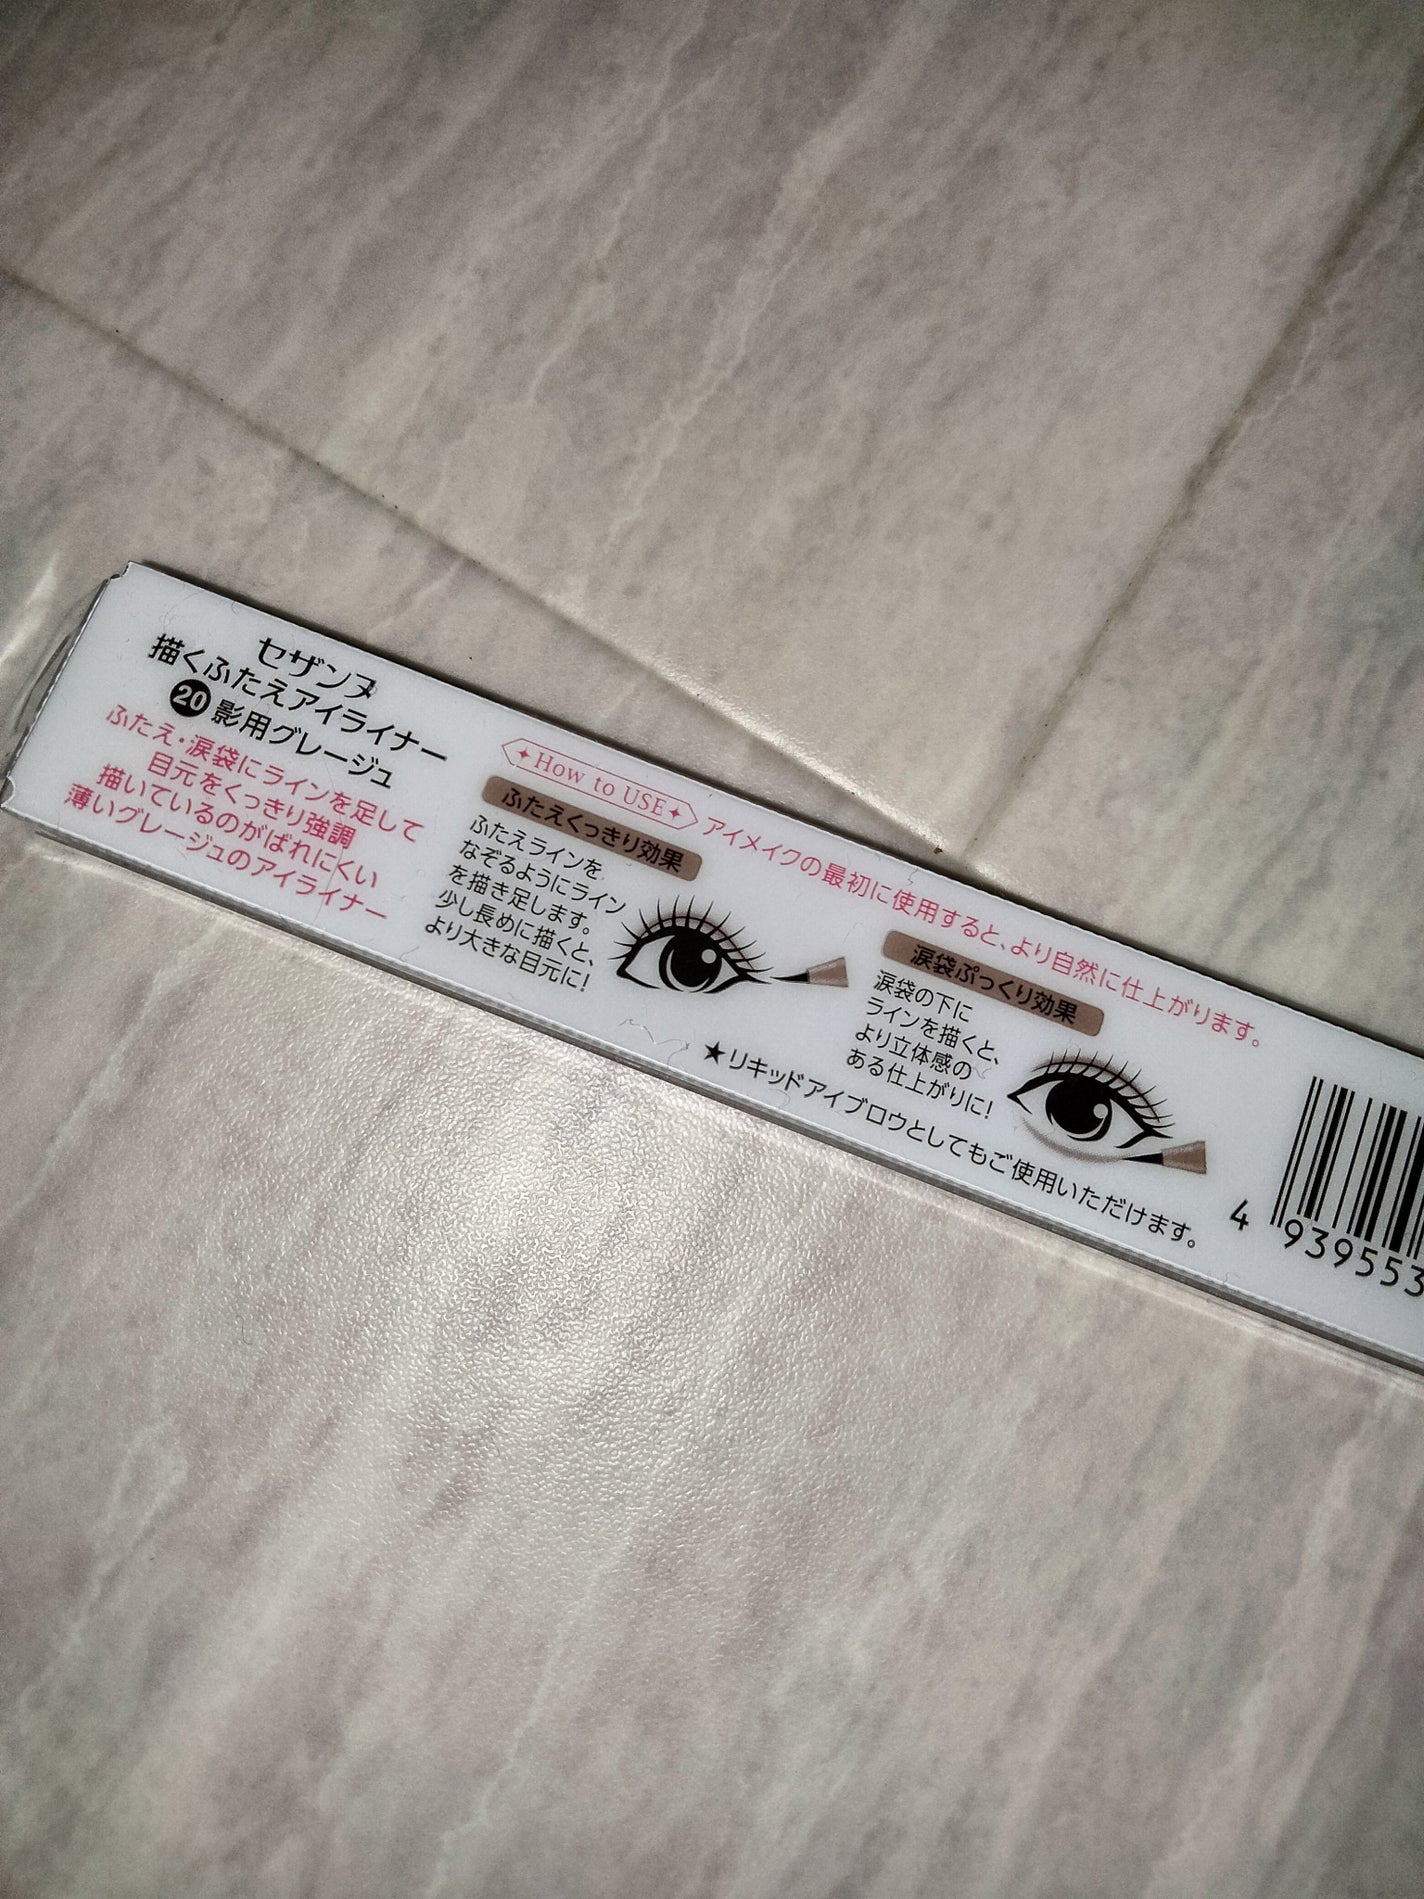 セザンヌ
描くふたえアイライナー
20 影用グレージュ
ふたえ・涙袋にラインを足して
目元をくっきり強調
描いているのがばれにくい
薄いグレージュのアイライナー
How to USE
アイメイクの最初に使用すると、より自然に仕上がります。
ふたえくっきり効果
ふたえラインを
なぞるようにライン
を描き足します。
少し長めに描くと、
より大きな目元に!
涙袋ぷっくり効果
涙袋の下に
ラインを描くと、
より立体感の
ある仕上がりに!
★リキッドアイブロウとしてもご使用いただけます。
4 939553